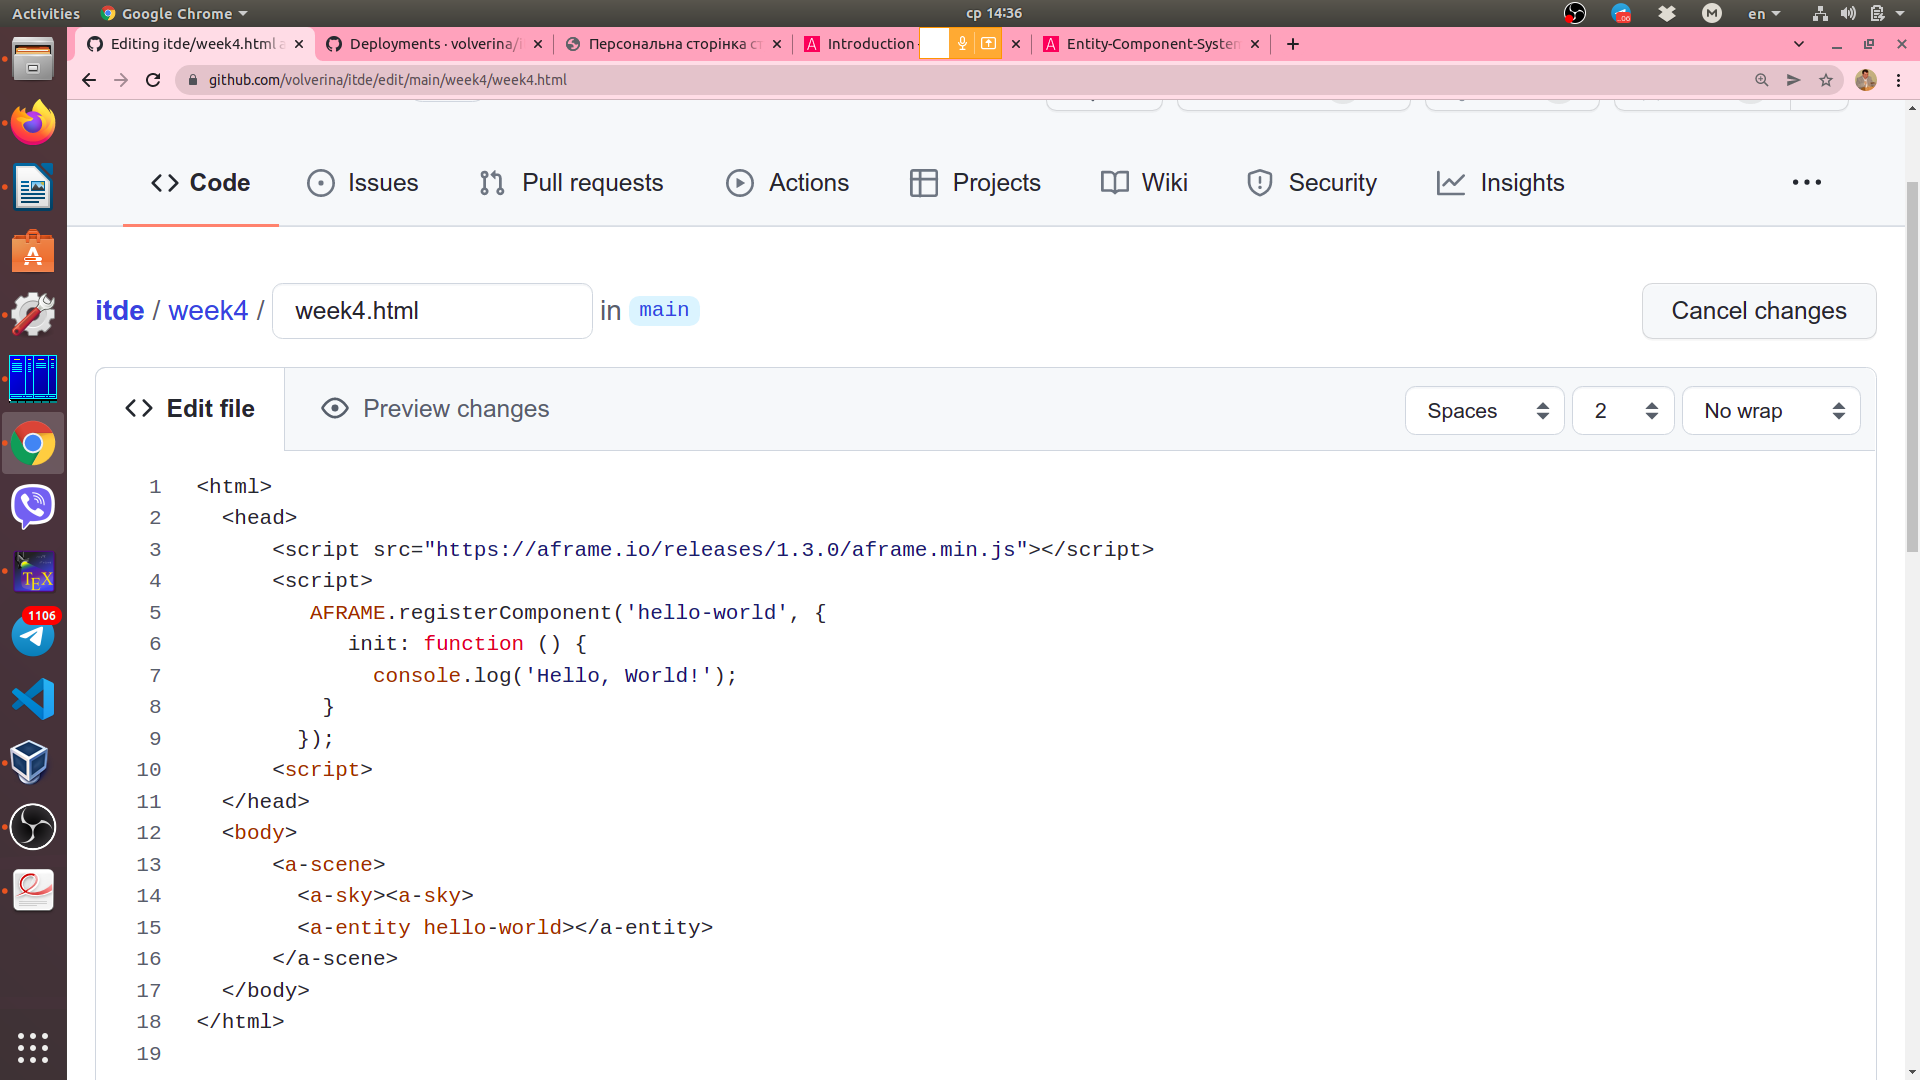 Activities Google Chrome ср 14:36 en
Editing itde/week4.html a Deployments · volverina/i Персональна сторінка ст Introduction Entity-Component-System
github.com/volverina/itde/edit/main/week4/week4.html
Code Issues Pull requests Actions Projects Wiki Security Insights
itde / week4 / week4.html in main Cancel changes
Edit file Preview changes Spaces 2 No wrap
1 <html>
2 <head>
3 <script src="https://aframe.io/releases/1.3.0/aframe.min.js"></script>
4 <script>
5 AFRAME.registerComponent('hello-world', {
6 init: function () {
7 console.log('Hello, World!');
8 }
9 });
10 <script>
11 </head>
12 <body>
13 <a-scene>
14 <a-sky><a-sky>
15 <a-entity hello-world></a-entity>
16 </a-scene>
17 </body>
18 </html>
19
1106